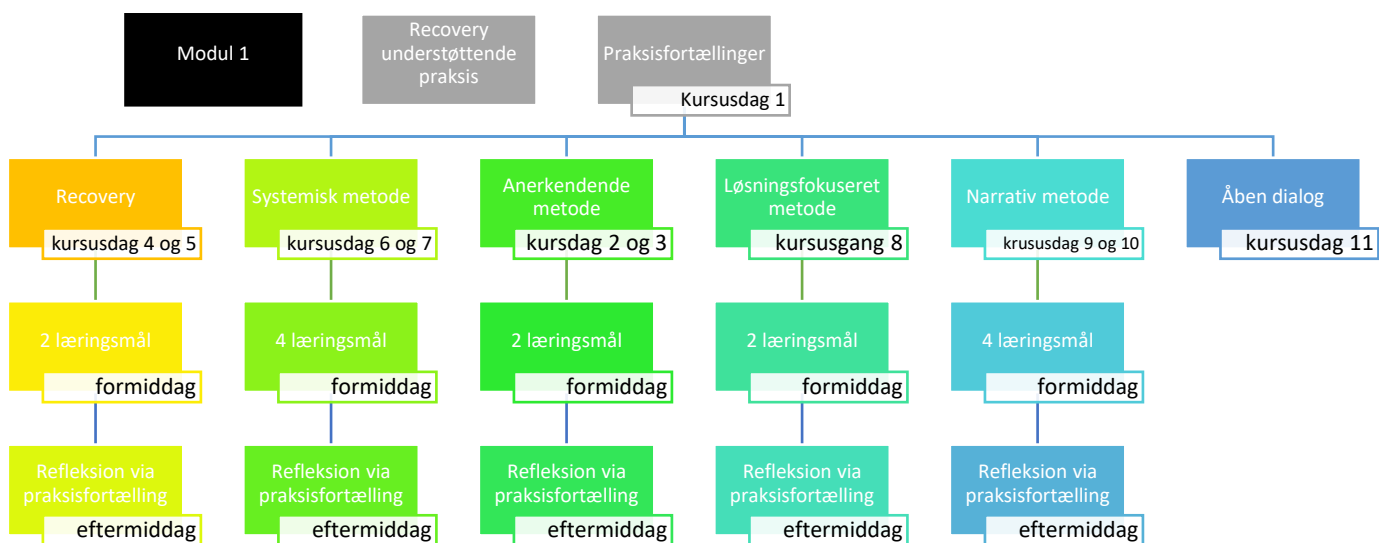 Modul 1
Recovery
understøttende
praksis
Praksisfortællinger
Kursusdag 1
Recovery
kursusdag 4 og 5
Systemisk metode
kursusdag 6 og 7
Anerkendende
metode
kursdag 2 og 3
Løsningsfokuseret
metode
kursusgang 8
Narrativ metode
krususdag 9 og 10
Åben dialog
kursusdag 11
2 læringsmål
formiddag
4 læringsmål
formiddag
2 læringsmål
formiddag
2 læringsmål
formiddag
4 læringsmål
formiddag
Refleksion via
praksisfortælling
eftermiddag
Refleksion via
praksisfortælling
eftermiddag
Refleksion via
praksisfortælling
eftermiddag
Refleksion via
praksisfortælling
eftermiddag
Refleksion via
praksisfortælling
eftermiddag